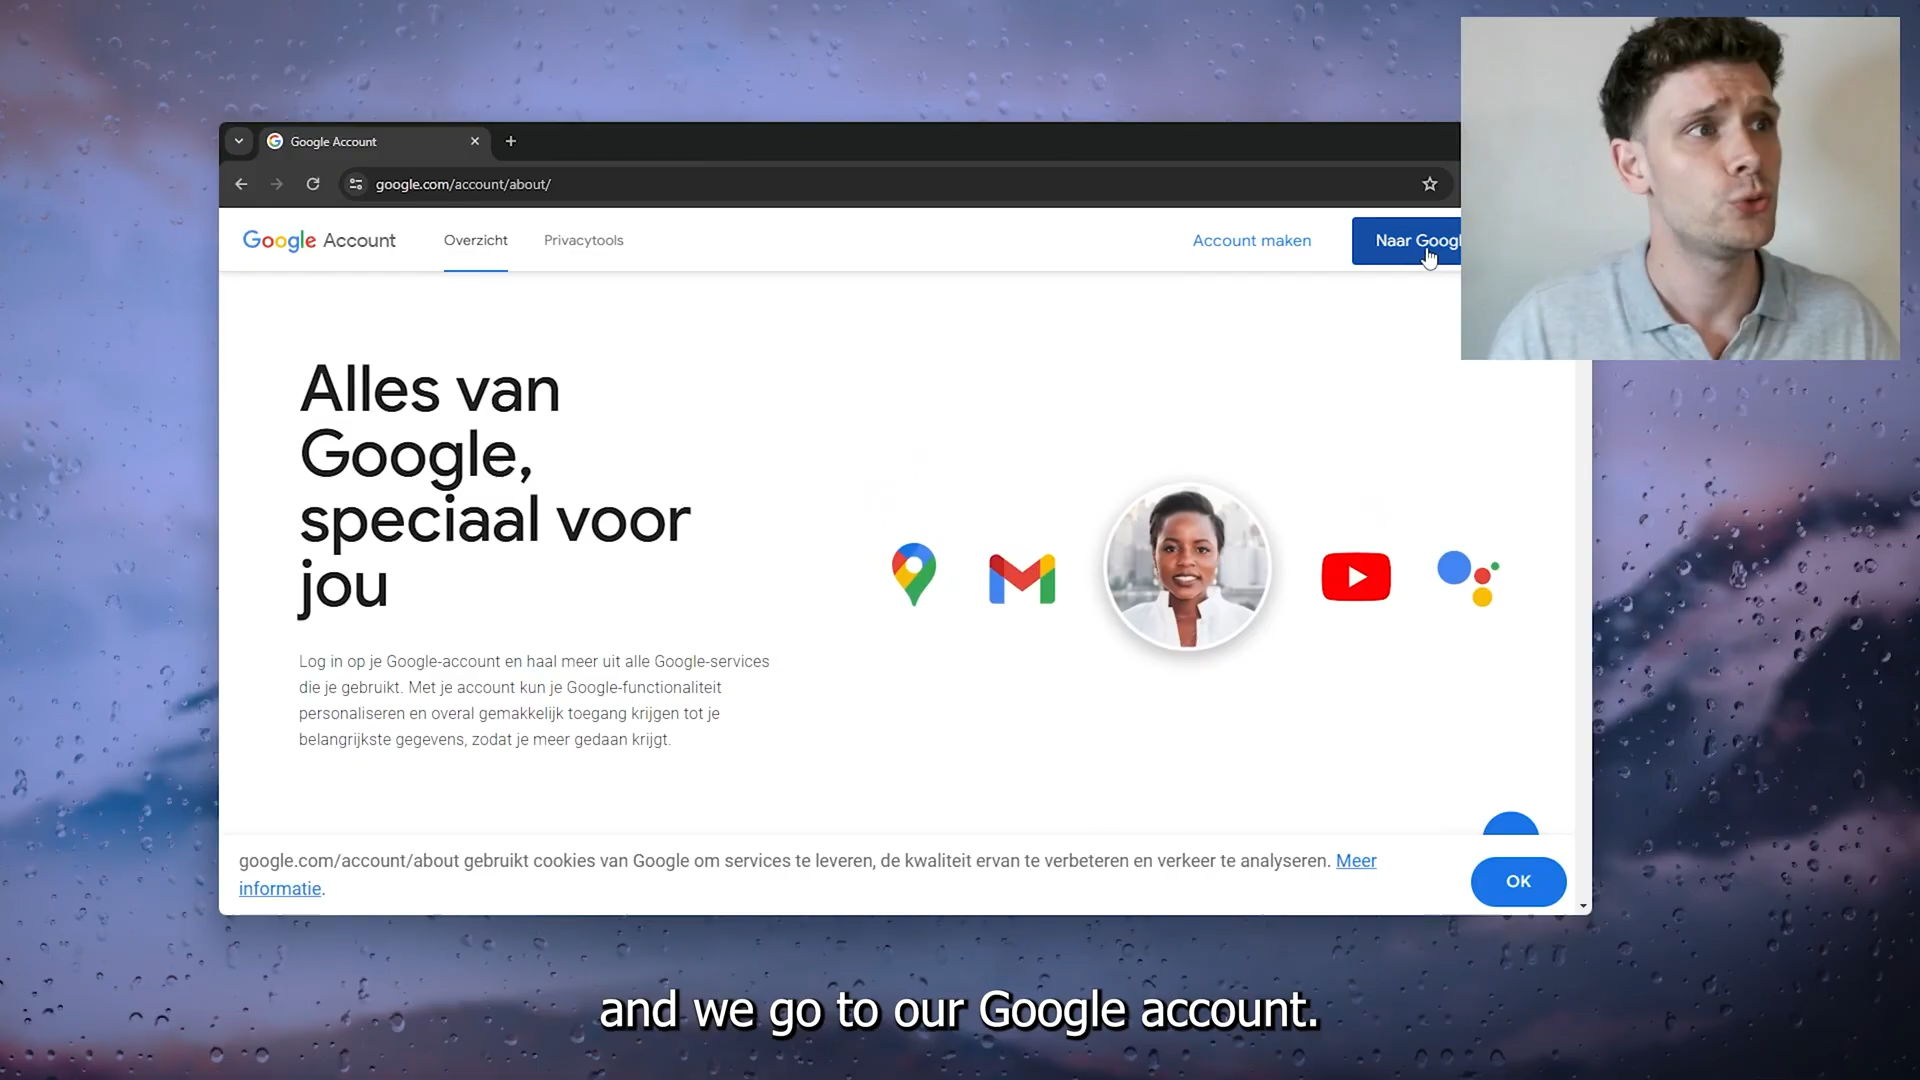 Google Account
google.com/account/about/
Google Account
Overzicht
Privacytools
Account maken
Naar Googl
Alles van
Google,
speciaal voor
jou
Log in op je Google-account en haal meer uit alle Google-services
die je gebruikt. Met je account kun je Google-functionaliteit
personaliseren en overal gemakkelijk toegang krijgen tot je
belangrijkste gegevens, zodat je meer gedaan krijgt.
google.com/account/about gebruikt cookies van Google om services te leveren, de kwaliteit ervan te verbeteren en verkeer te analyseren. Meer
informatie.
OK
and we go to our Google account.